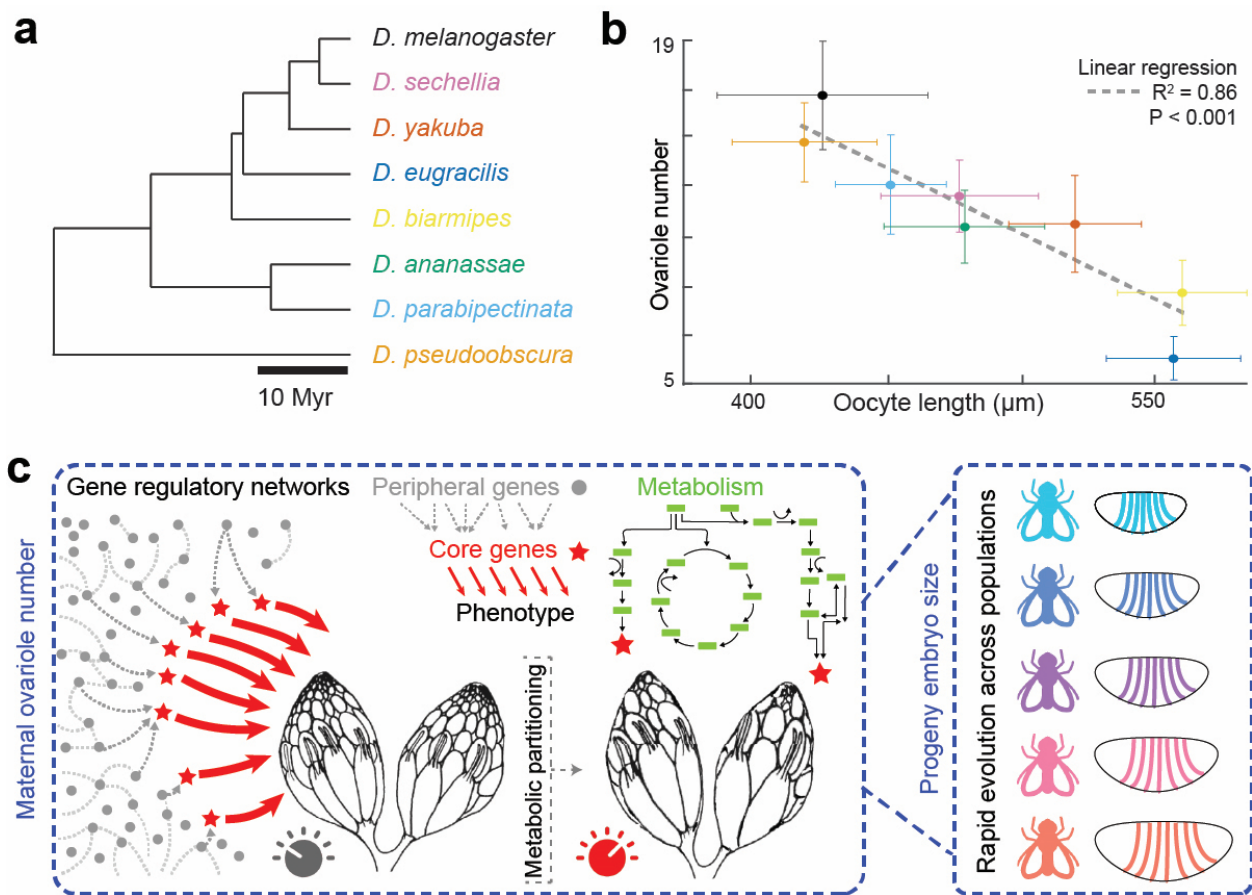 a
D. melanogaster
D. sechellia
D. yakuba
D. eugracilis
D. biarmipes
D. ananassae
D. parabipectinata
D. pseudoobscura
10 Myr
b
19
Ovariole number
5
400
Oocyte length (µm)
550
Linear regression
R² = 0.86
P < 0.001
c
Maternal ovariole number
Gene regulatory networks
Peripheral genes
Core genes
Phenotype
Metabolism
Metabolic partitioning
Progeny embryo size
Rapid evolution across populations